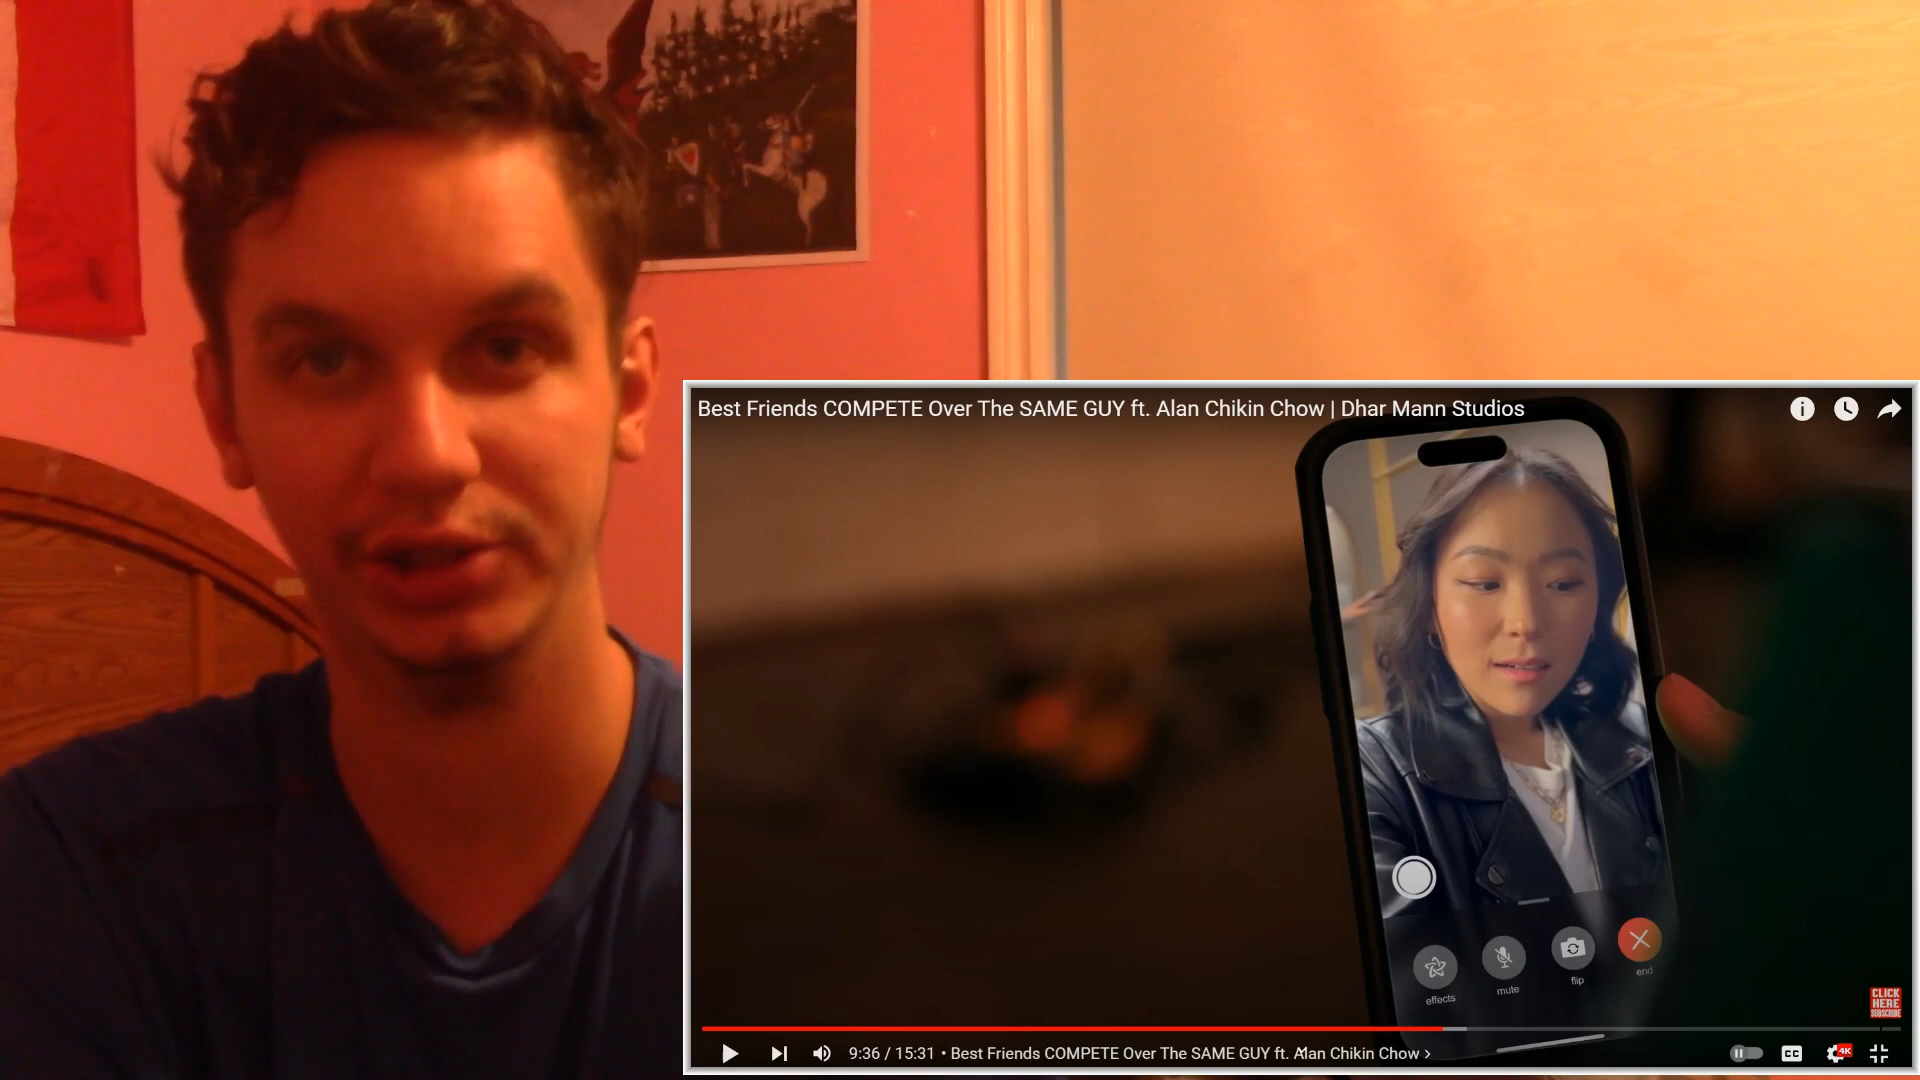 Best Friends COMPETE Over The SAME GUY ft. Alan Chikin Chow | Dhar Mann Studios
effects
mute
flip
end
CLICK
HERE
SUBSCRIBE
9:36 / 15:31 • Best Friends COMPETE Over The SAME GUY ft. Alan Chikin Chow ›
CC
4K